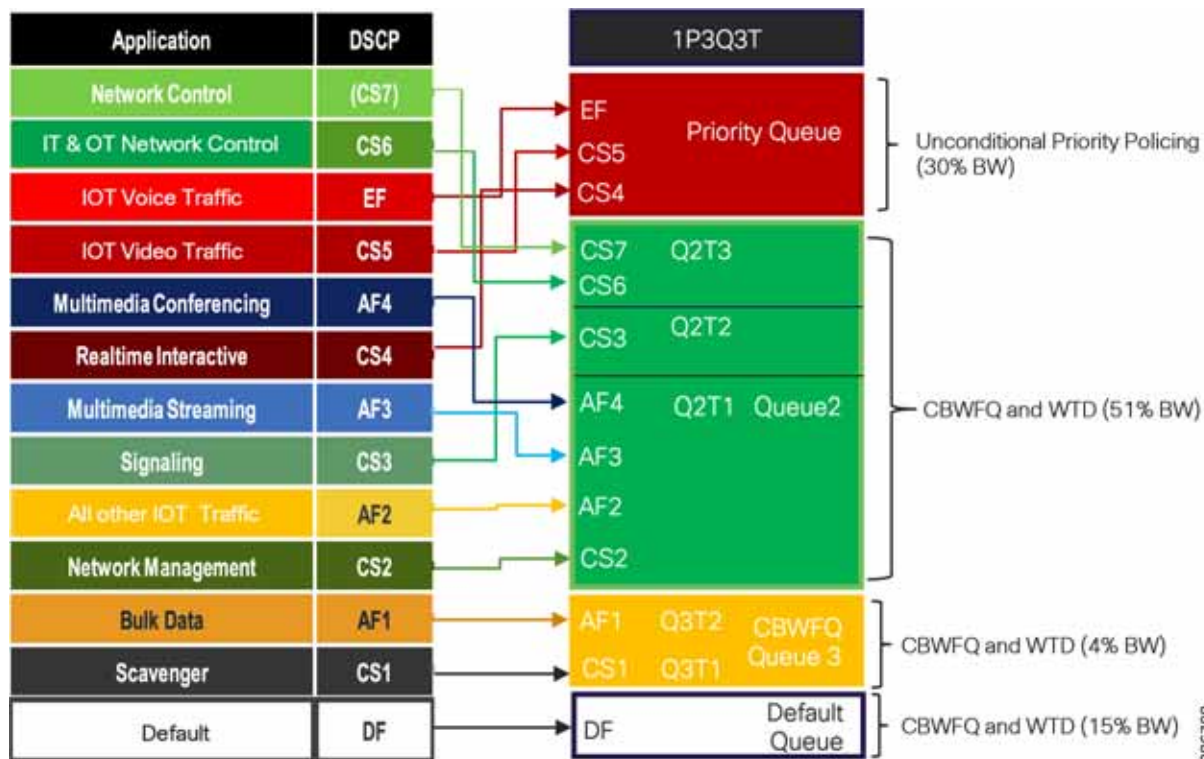 Application DSCP 1P3Q3T
Network Control (CS7)
IT & OT Network Control CS6
IOT Voice Traffic EF
IOT Video Traffic CS5
Multimedia Conferencing AF4
Realtime Interactive CS4
Multimedia Streaming AF3
Signaling CS3
All other IOT Traffic AF2
Network Management CS2
Bulk Data AF1
Scavenger CS1
Default DF
EF
Priority Queue
CS5
CS4
Unconditional Priority Policing
(30% BW)
CS7 Q2T3
CS6
CS3 Q2T2
AF4 Q2T1 Queue2
AF3
AF2
CS2
CBWFQ and WTD (51% BW)
AF1 Q3T2 CBWFQ
Queue 3
CS1 Q3T1
CBWFQ and WTD (4% BW)
DF Default
Queue
CBWFQ and WTD (15% BW)